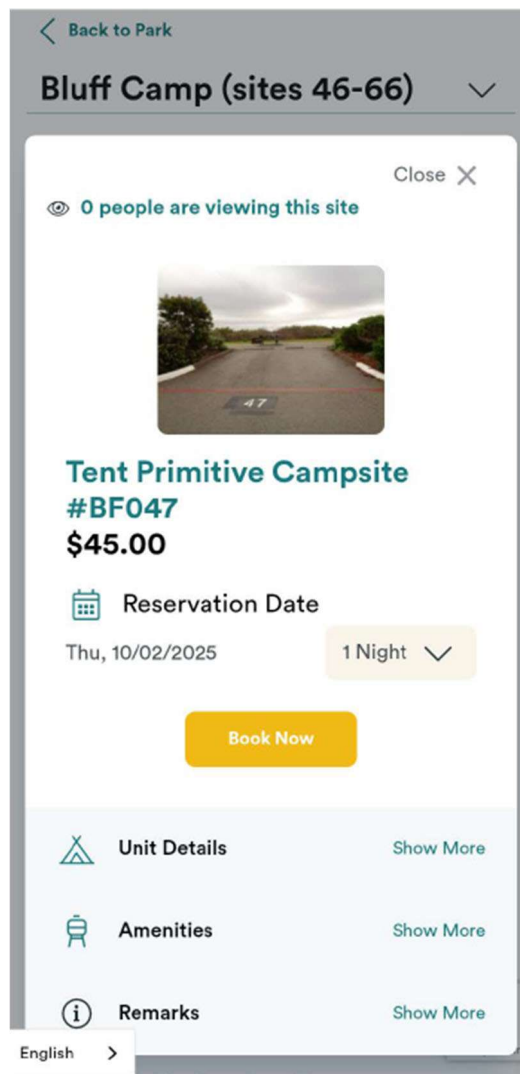 Back to Park
Bluff Camp (sites 46-66)
Close
0 people are viewing this site
47
Tent Primitive Campsite
#BF047
$45.00
Reservation Date
Thu, 10/02/2025
1 Night
Book Now
Unit Details
Show More
Amenities
Show More
Remarks
Show More
English